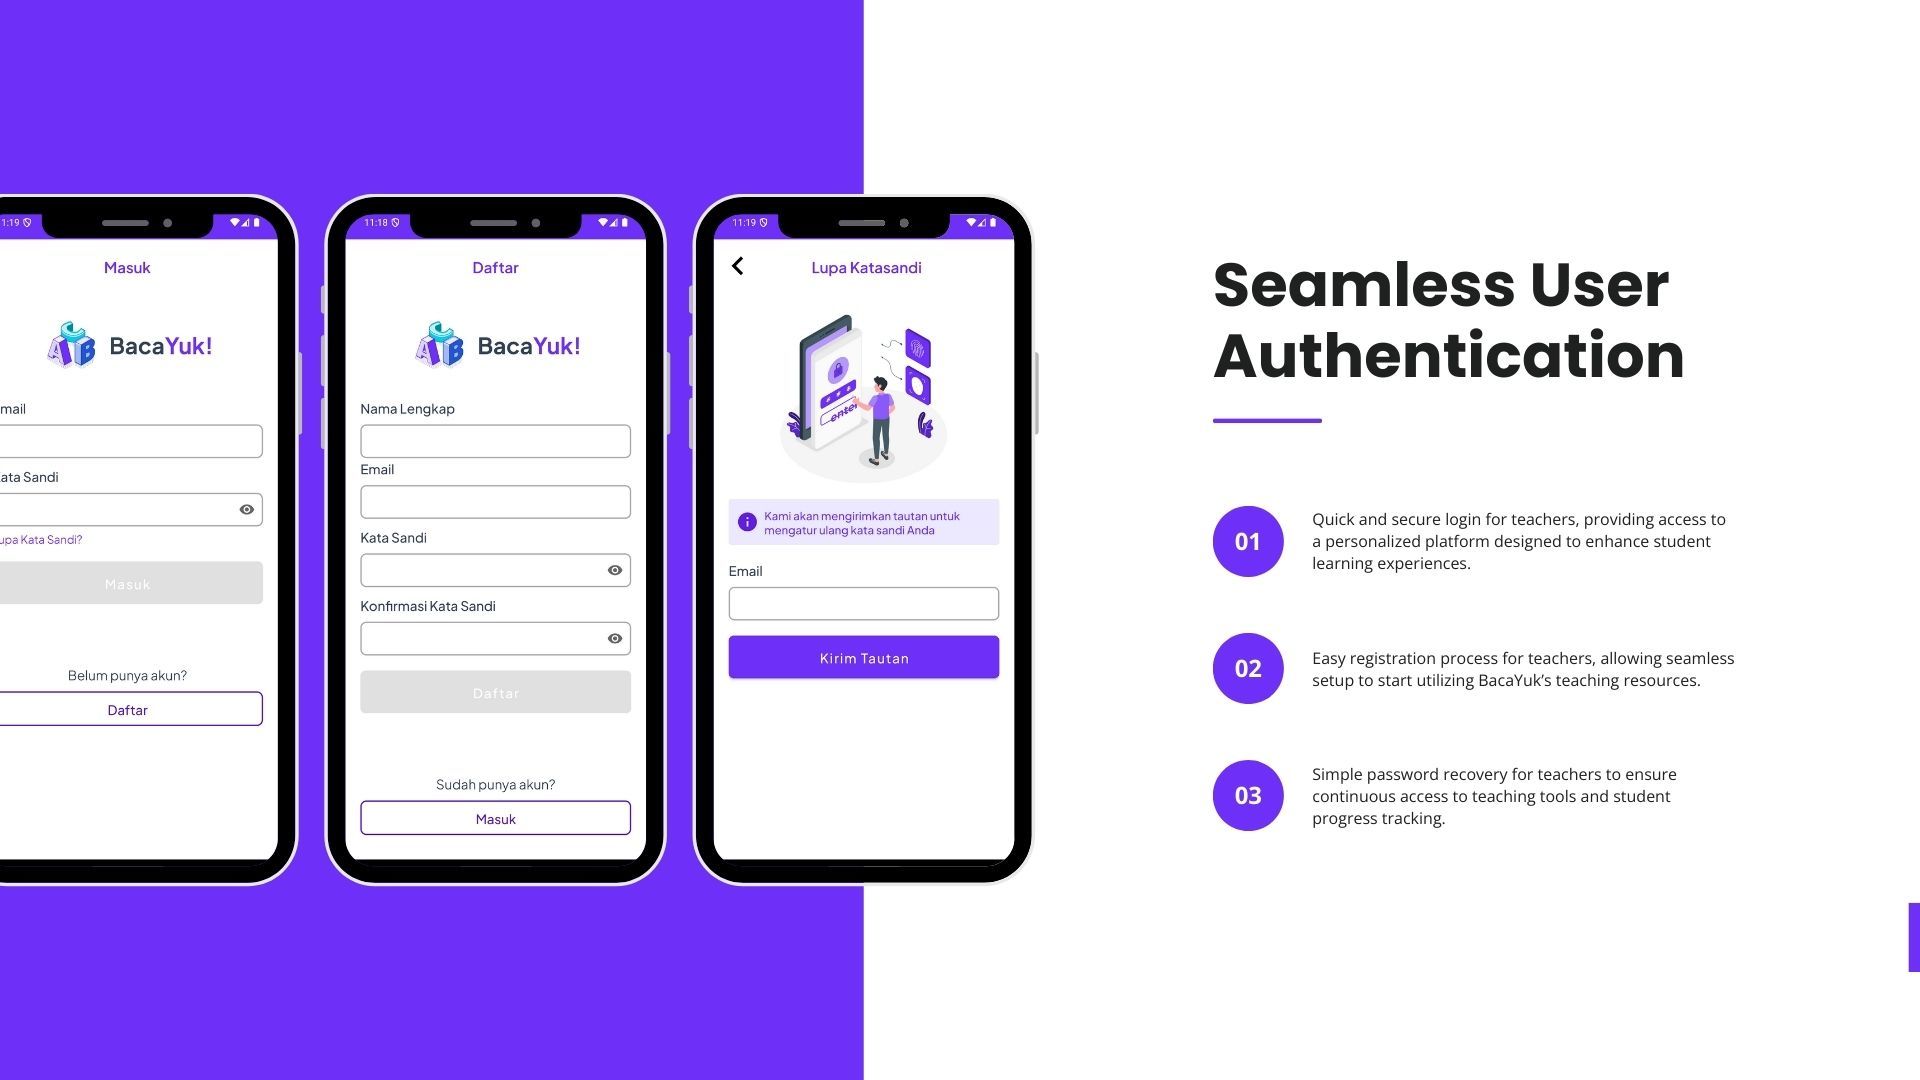 1:19
Masuk
BacaYuk!
mail
ata Sandi
upa Kata Sandi?
Masuk
Belum punya akun?
Daftar
11:18
Daftar
BacaYuk!
Nama Lengkap
Email
Kata Sandi
Konfirmasi Kata Sandi
Daftar
Sudah punya akun?
Masuk
11:19
Lupa Katasandi
enter
Kami akan mengirimkan tautan untuk
mengatur ulang kata sandi Anda
Email
Kirim Tautan
Seamless User
Authentication
01
Quick and secure login for teachers, providing access to
a personalized platform designed to enhance student
learning experiences.
02
Easy registration process for teachers, allowing seamless
setup to start utilizing BacaYuk’s teaching resources.
03
Simple password recovery for teachers to ensure
continuous access to teaching tools and student
progress tracking.